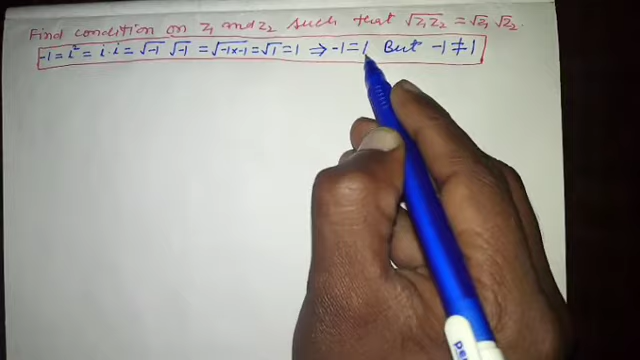 Find condition on z₁ and z₂ such that √z₁z₂ = √z₁ √z₂.
-1 = i² = i·i = √-1 √-1 = √-1×-1 = √1 = 1 ⇒ -1 = 1 But -1 ≠ 1